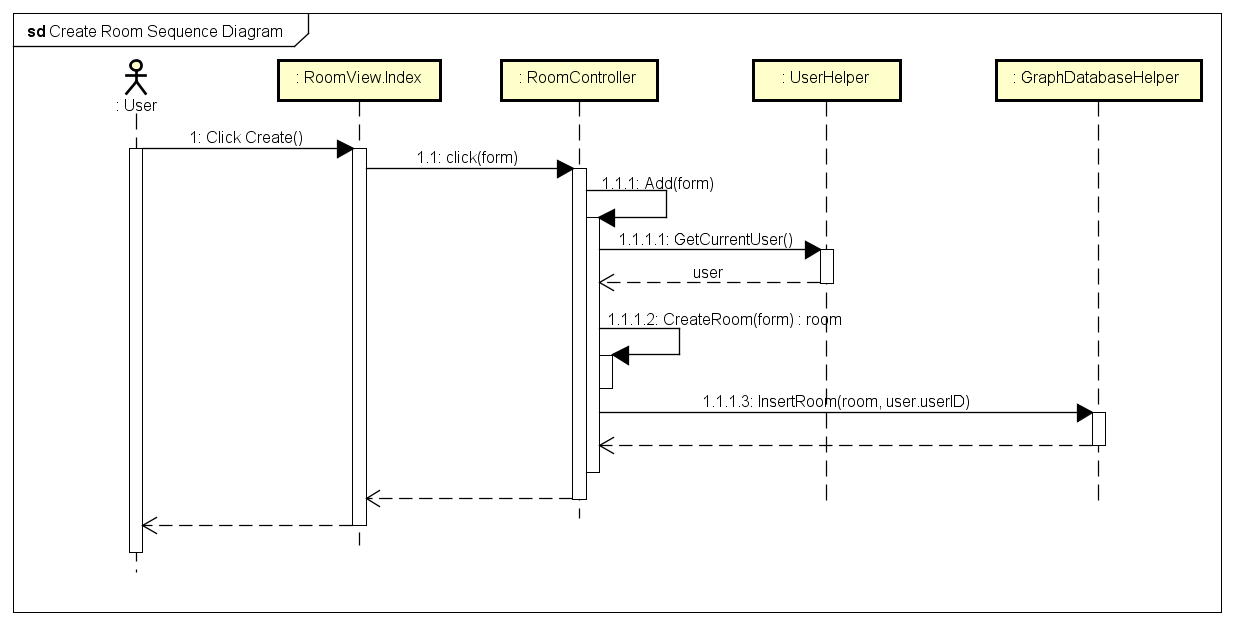 sd Create Room Sequence Diagram
: User
: RoomView.Index
: RoomController
: UserHelper
: GraphDatabaseHelper
1: Click Create()
1.1: click(form)
1.1.1: Add(form)
1.1.1.1: GetCurrentUser()
user
1.1.1.2: CreateRoom(form) : room
1.1.1.3: InsertRoom(room, user.userID)